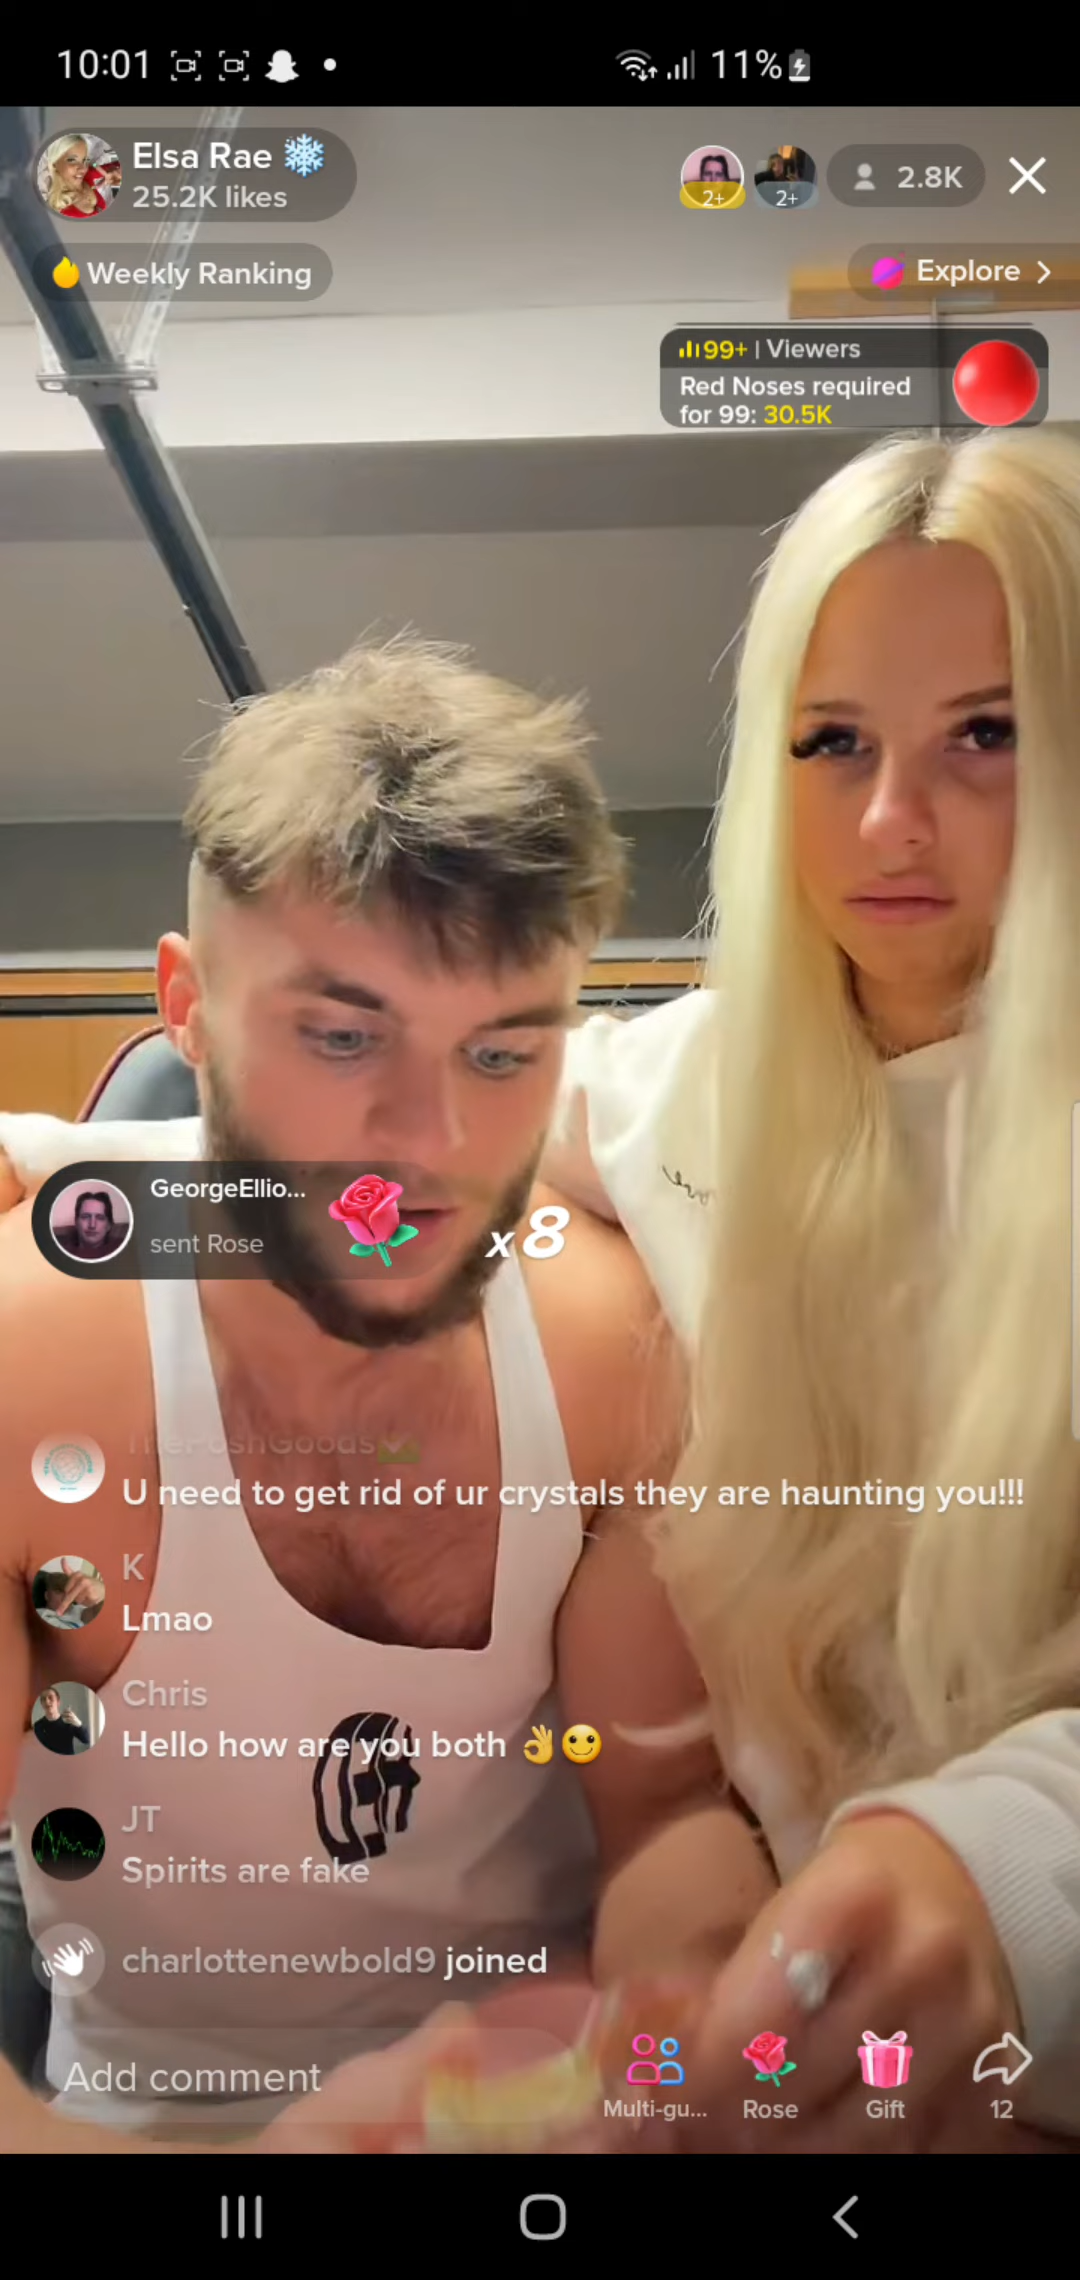 10:01
11%
Elsa Rae
25.2K likes
2+
2+
2.8K
Weekly Ranking
Explore
99+ | Viewers
Red Noses required
for 99: 30.5K
GeorgeEllio...
sent Rose
x8
ThePoshGoods
U need to get rid of ur crystals they are haunting you!!!
K
Lmao
Chris
Hello how are you both 👌🙂
JT
Spirits are fake
charlottenewbold9 joined
Add comment
Multi-gu...
Rose
Gift
12